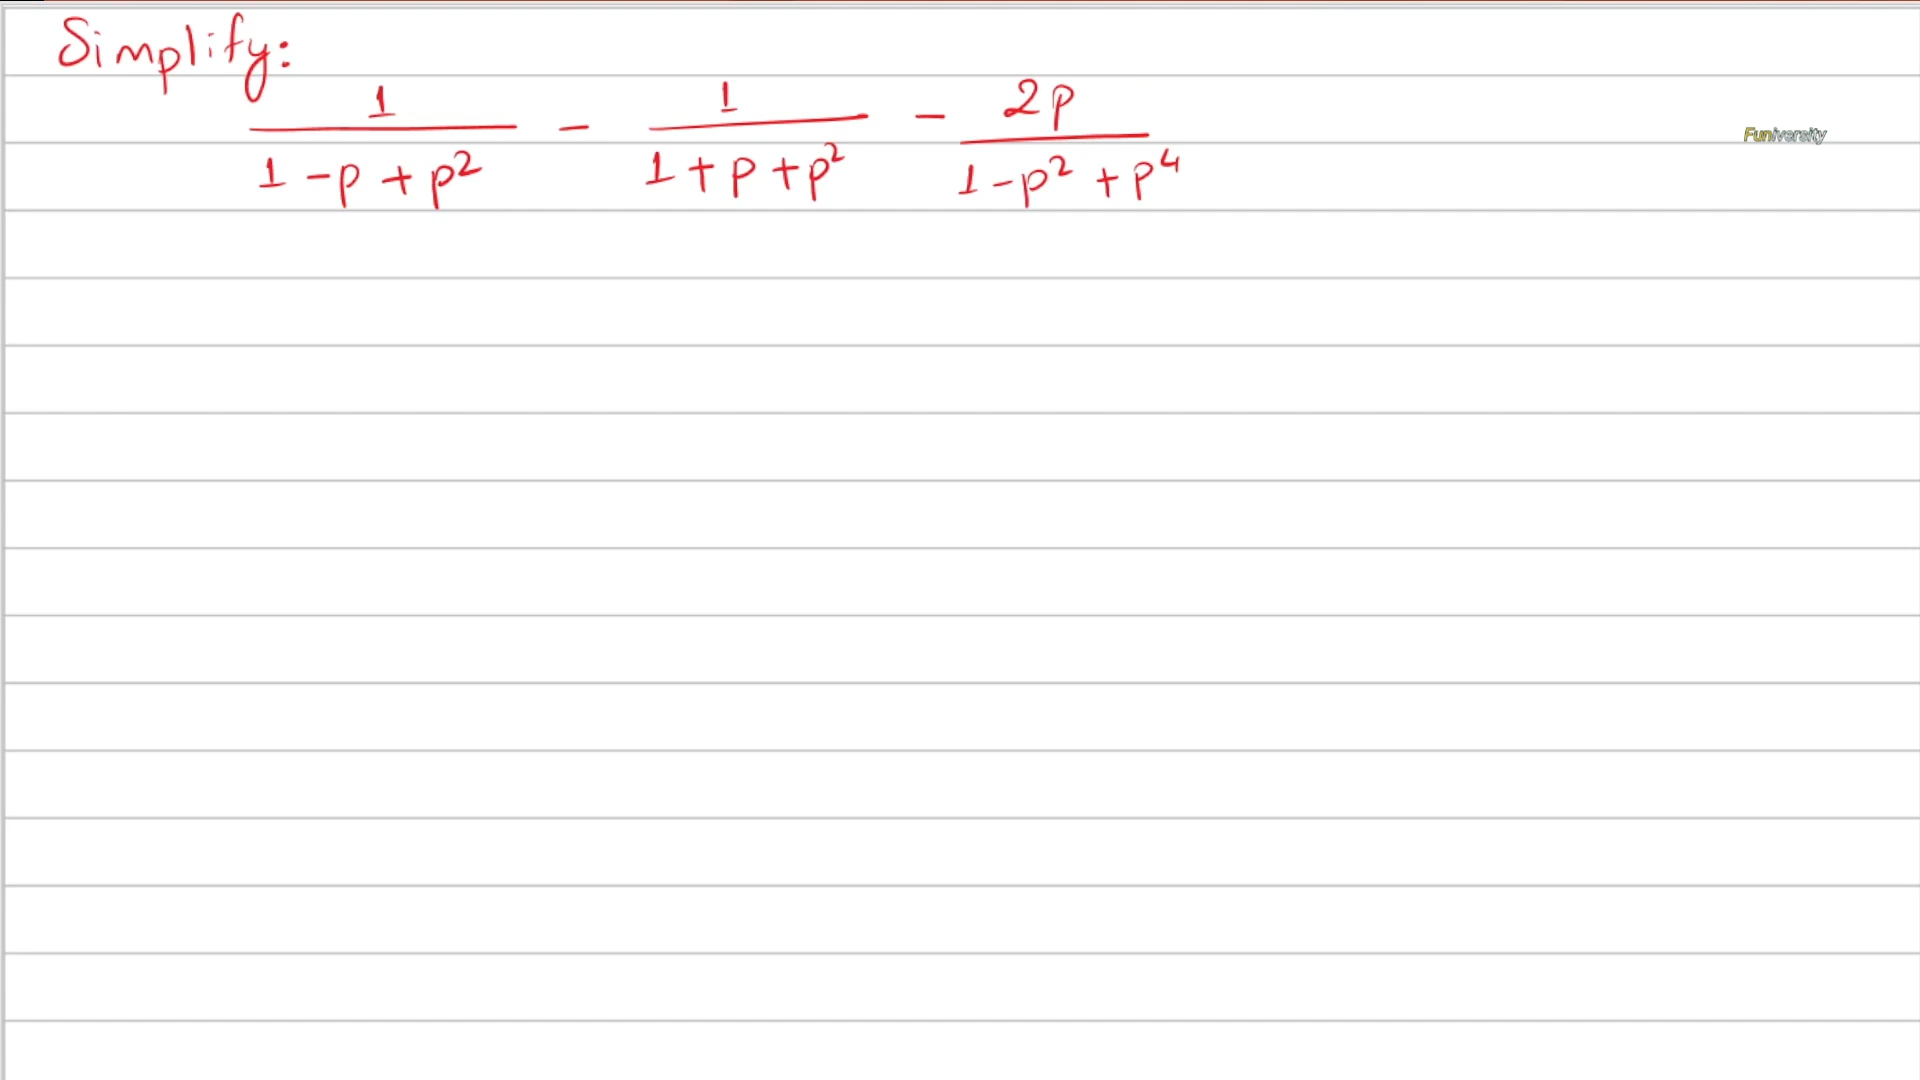 Simplify:
1/(1-p+p²) - 1/(1+p+p²) - 2p/(1-p²+p⁴)
Funiversity